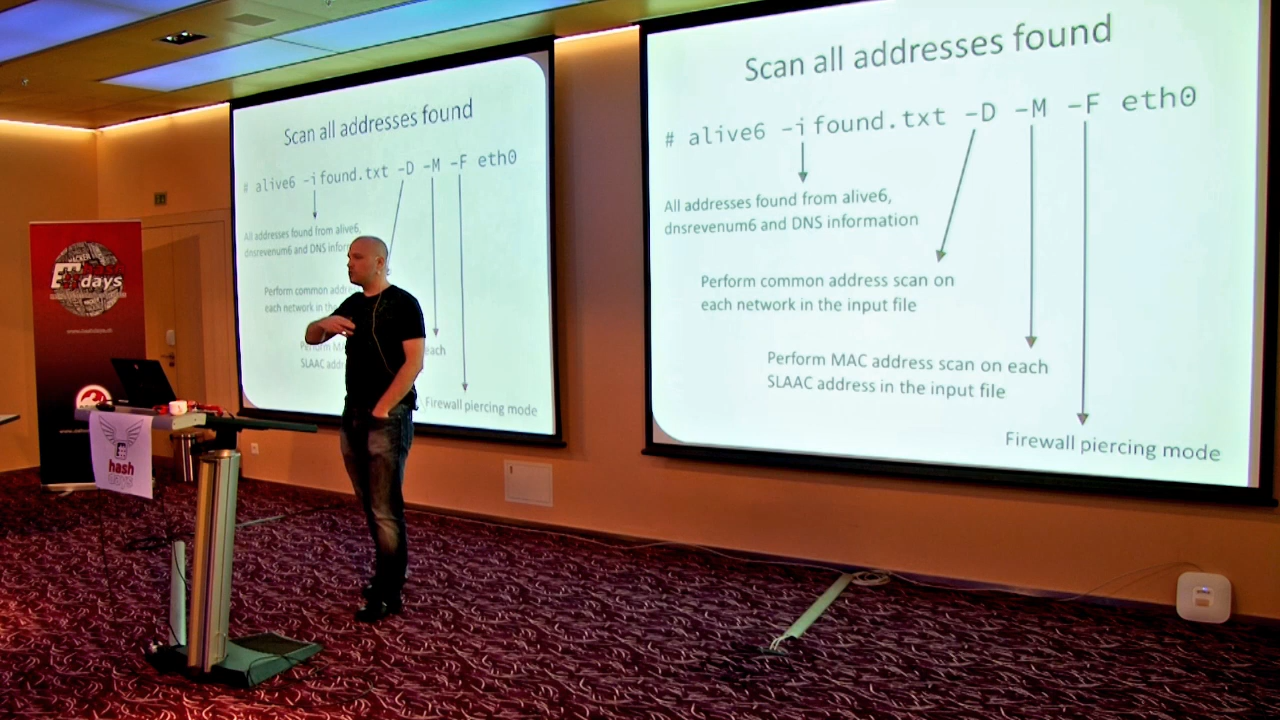 Scan all addresses found
# alive6 -i found.txt -D -M -F eth0
All addresses found from alive6,
dnsrevenum6 and DNS information
Perform common address scan on
each network in the input file
Perform MAC address scan on each
SLAAC address in the input file
Firewall piercing mode
Scan all addresses found
# alive6 -i found.txt -D -M -F eth0
All addresses found from alive6,
dnsrevenum6 and DNS
Perform common
each network in
Perform
each
SLAAC
Firewall piercing mode
HACKER
hash
days
hash
days